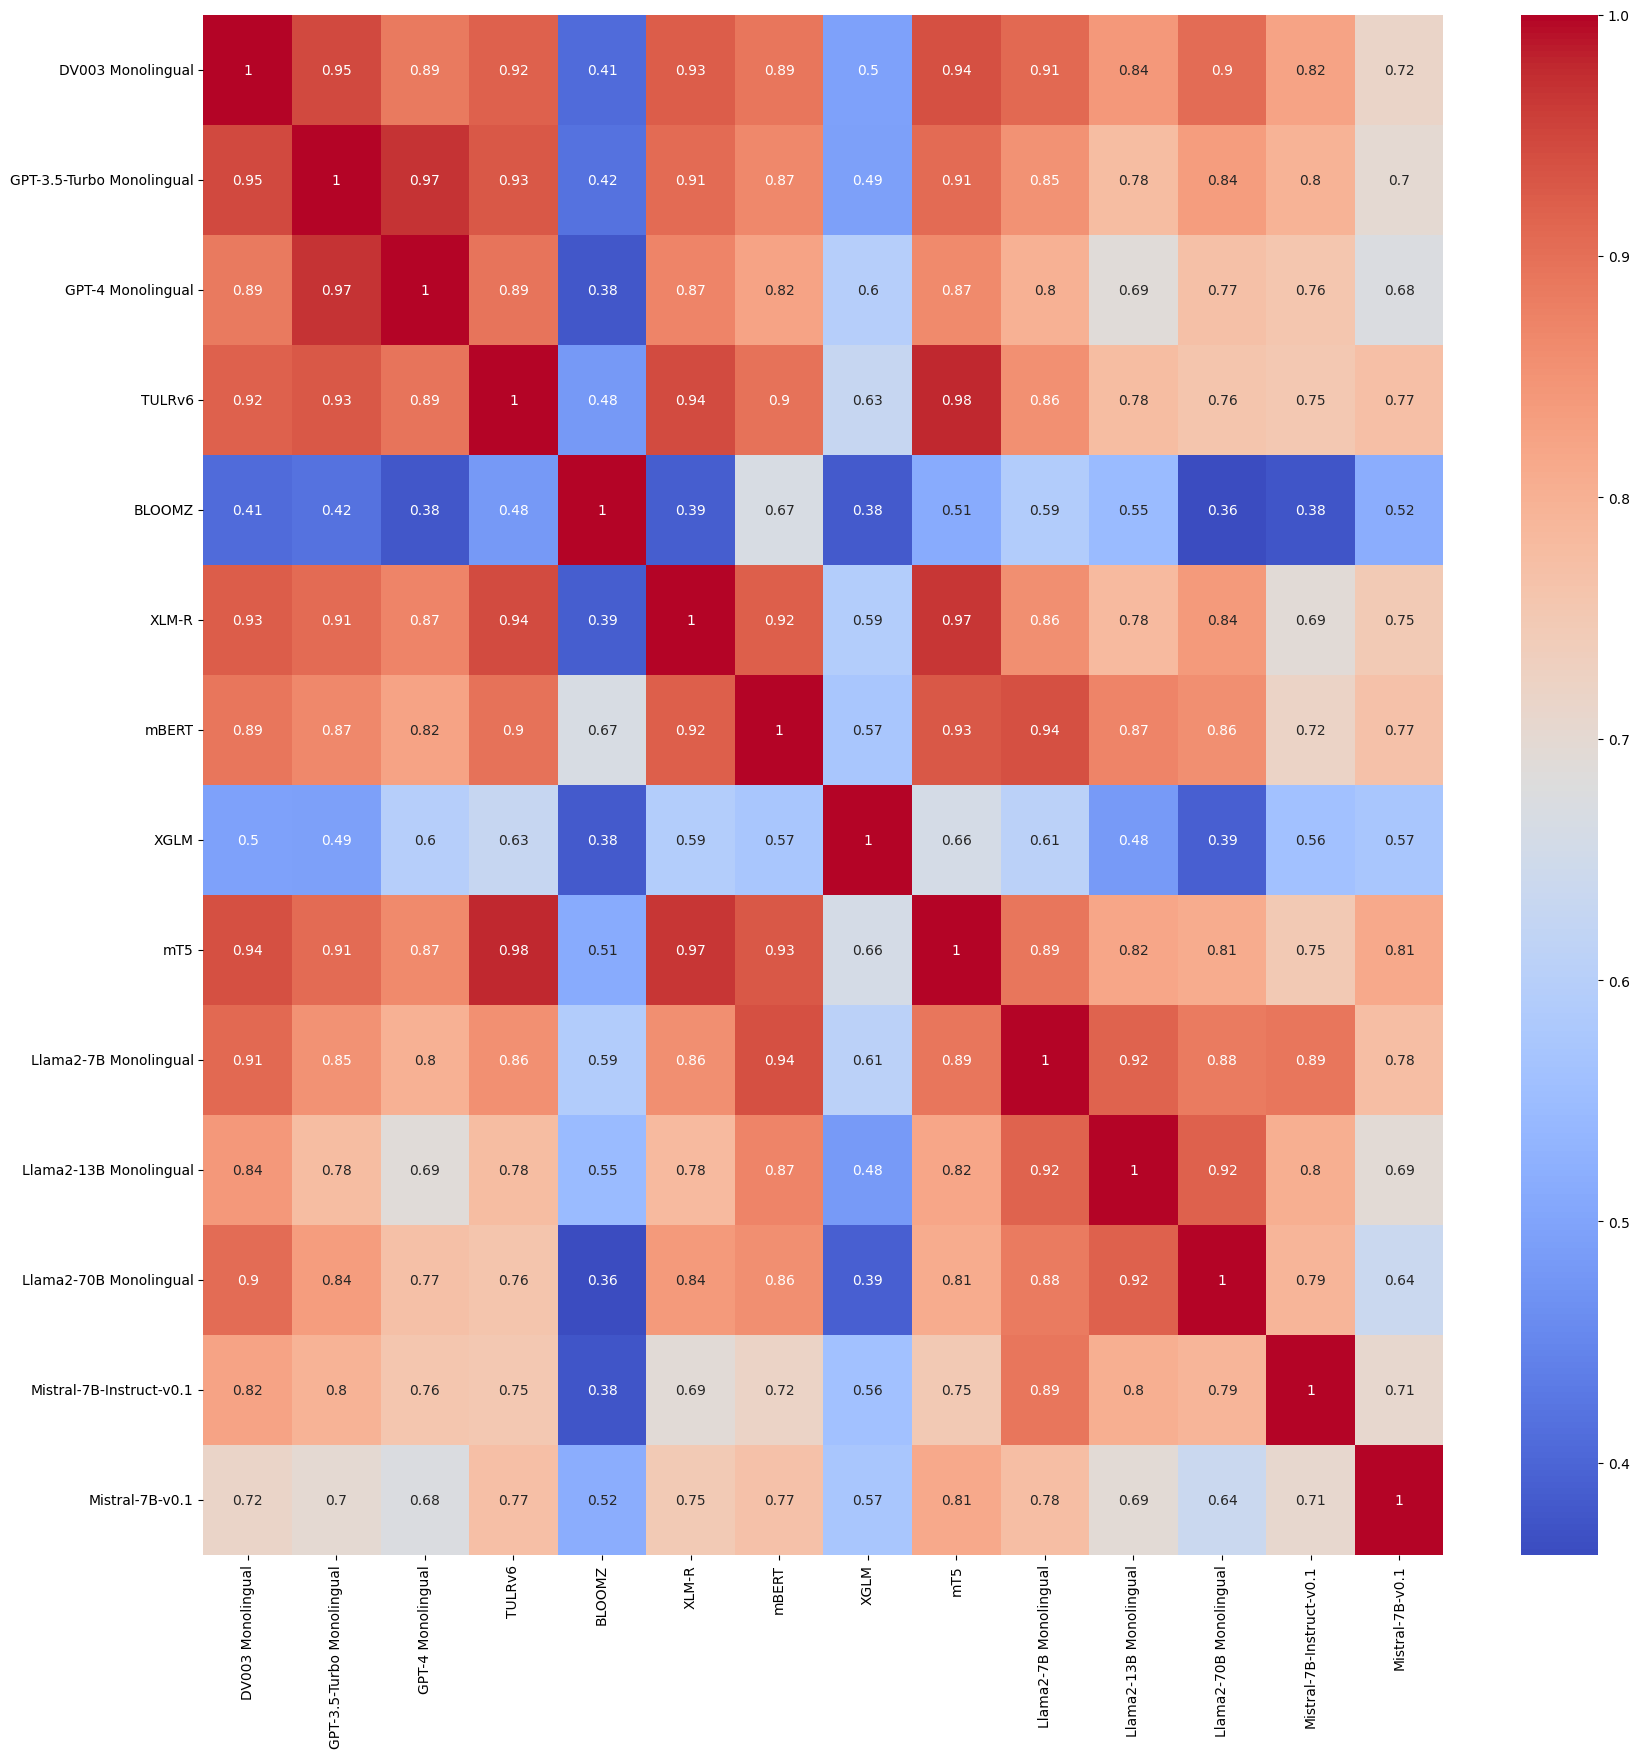 DV003 Monolingual 1 0.95 0.89 0.92 0.41 0.93 0.89 0.5 0.94 0.91 0.84 0.9 0.82 0.72
GPT-3.5-Turbo Monolingual 0.95 1 0.97 0.93 0.42 0.91 0.87 0.49 0.91 0.85 0.78 0.84 0.8 0.7
GPT-4 Monolingual 0.89 0.97 1 0.89 0.38 0.87 0.82 0.6 0.87 0.8 0.69 0.77 0.76 0.68
TULRv6 0.92 0.93 0.89 1 0.48 0.94 0.9 0.63 0.98 0.86 0.78 0.76 0.75 0.77
BLOOMZ 0.41 0.42 0.38 0.48 1 0.39 0.67 0.38 0.51 0.59 0.55 0.36 0.38 0.52
XLM-R 0.93 0.91 0.87 0.94 0.39 1 0.92 0.59 0.97 0.86 0.78 0.84 0.69 0.75
mBERT 0.89 0.87 0.82 0.9 0.67 0.92 1 0.57 0.93 0.94 0.87 0.86 0.72 0.77
XGLM 0.5 0.49 0.6 0.63 0.38 0.59 0.57 1 0.66 0.61 0.48 0.39 0.56 0.57
mT5 0.94 0.91 0.87 0.98 0.51 0.97 0.93 0.66 1 0.89 0.82 0.81 0.75 0.81
Llama2-7B Monolingual 0.91 0.85 0.8 0.86 0.59 0.86 0.94 0.61 0.89 1 0.92 0.88 0.89 0.78
Llama2-13B Monolingual 0.84 0.78 0.69 0.78 0.55 0.78 0.87 0.48 0.82 0.92 1 0.92 0.8 0.69
Llama2-70B Monolingual 0.9 0.84 0.77 0.76 0.36 0.84 0.86 0.39 0.81 0.88 0.92 1 0.79 0.64
Mistral-7B-Instruct-v0.1 0.82 0.8 0.76 0.75 0.38 0.69 0.72 0.56 0.75 0.89 0.8 0.79 1 0.71
Mistral-7B-v0.1 0.72 0.7 0.68 0.77 0.52 0.75 0.77 0.57 0.81 0.78 0.69 0.64 0.71 1
DV003 Monolingual
GPT-3.5-Turbo Monolingual
GPT-4 Monolingual
TULRv6
BLOOMZ
XLM-R
mBERT
XGLM
mT5
Llama2-7B Monolingual
Llama2-13B Monolingual
Llama2-70B Monolingual
Mistral-7B-Instruct-v0.1
Mistral-7B-v0.1
1.0
0.9
0.8
0.7
0.6
0.5
0.4